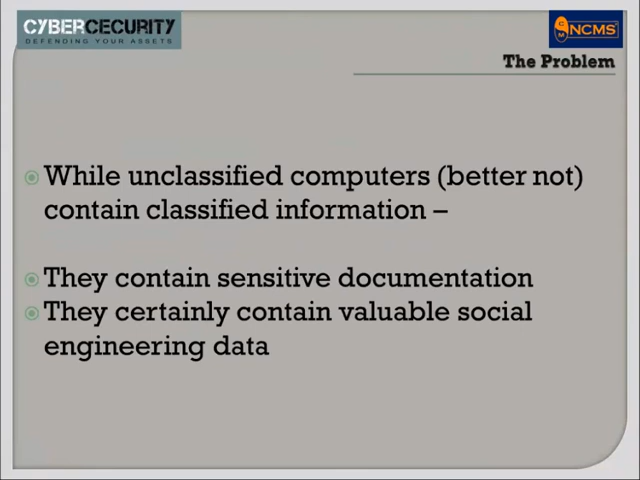 CYBERCECURITY
DEFENDING YOUR ASSETS
NCMS
The Problem
While unclassified computers (better not)
contain classified information –
They contain sensitive documentation
They certainly contain valuable social
engineering data